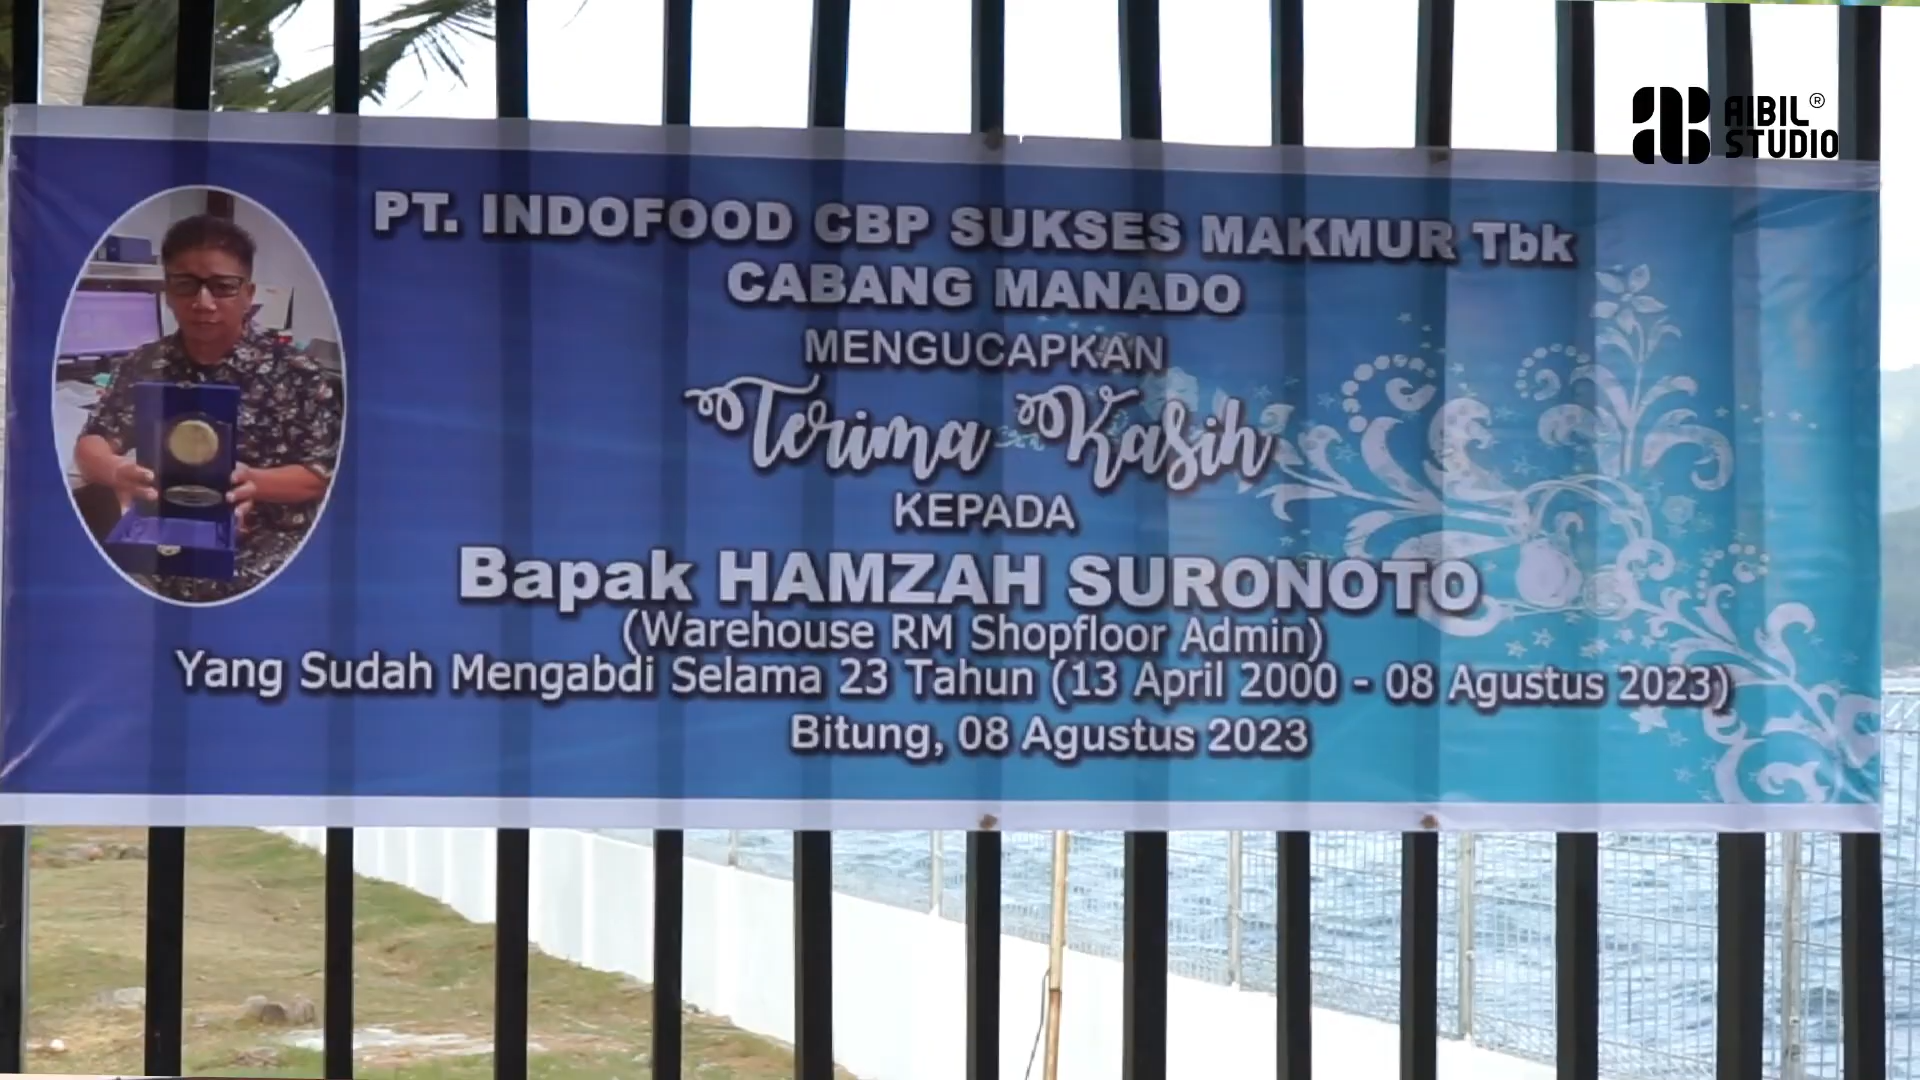 AIBIL®
STUDIO
PT. INDOFOOD CBP SUKSES MAKMUR Tbk
CABANG MANADO
MENGUCAPKAN
Terima Kasih
KEPADA
Bapak HAMZAH SURONOTO
(Warehouse RM Shopfloor Admin)
Yang Sudah Mengabdi Selama 23 Tahun (13 April 2000 - 08 Agustus 2023)
Bitung, 08 Agustus 2023